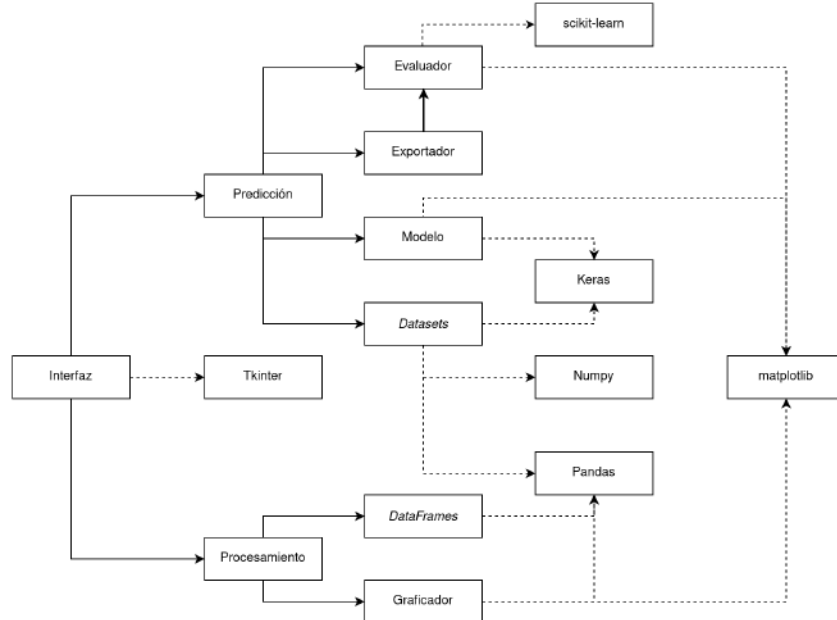 scikit-learn
Evaluador
Exportador
Predicción
Modelo
Keras
Datasets
Interfaz
Tkinter
Numpy
matplotlib
Pandas
DataFrames
Procesamiento
Graficador